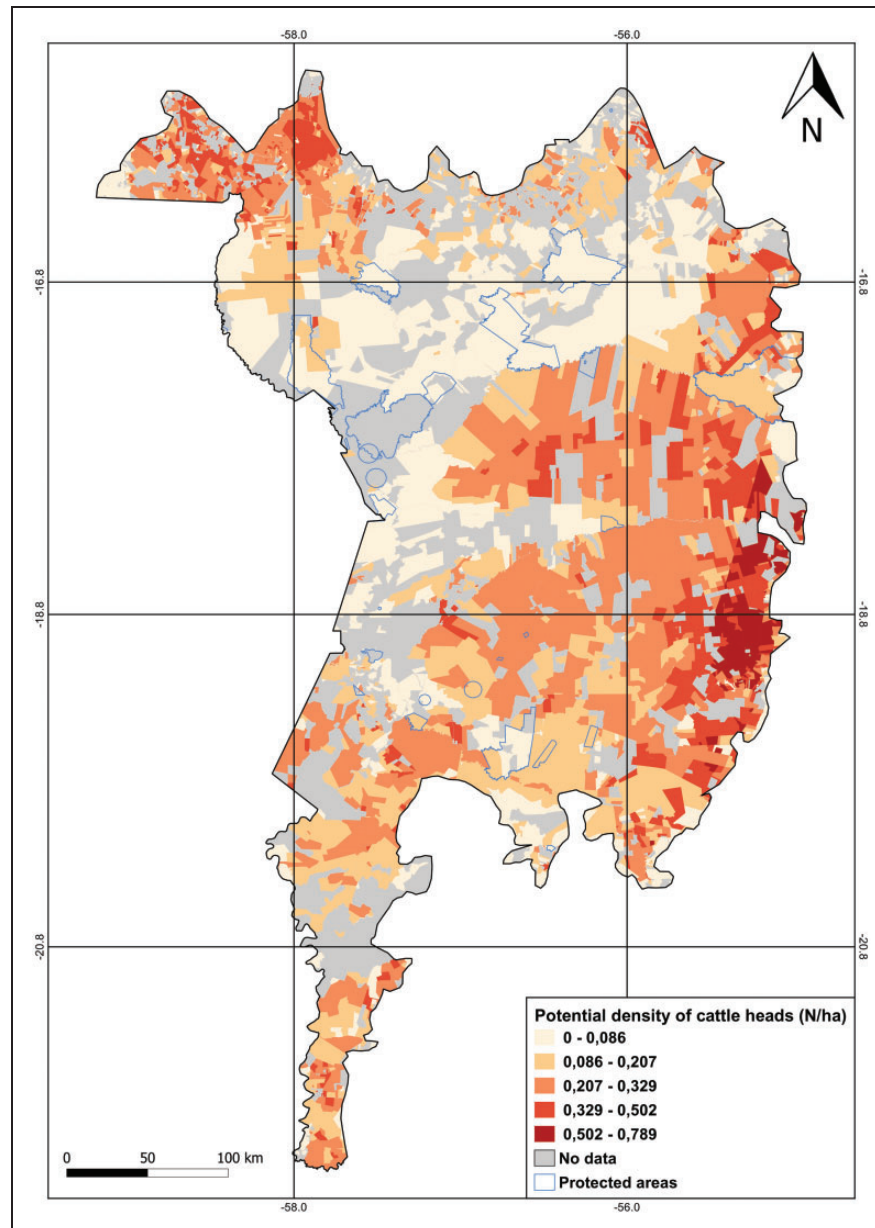 -58.0 -56.0
N
-16.8 -16.8
-18.8 -18.8
-20.8 -20.8
Potential density of cattle heads (N/ha)
0 - 0,086
0,086 - 0,207
0,207 - 0,329
0,329 - 0,502
0,502 - 0,789
No data
Protected areas
0 50 100 km
-58.0 -56.0